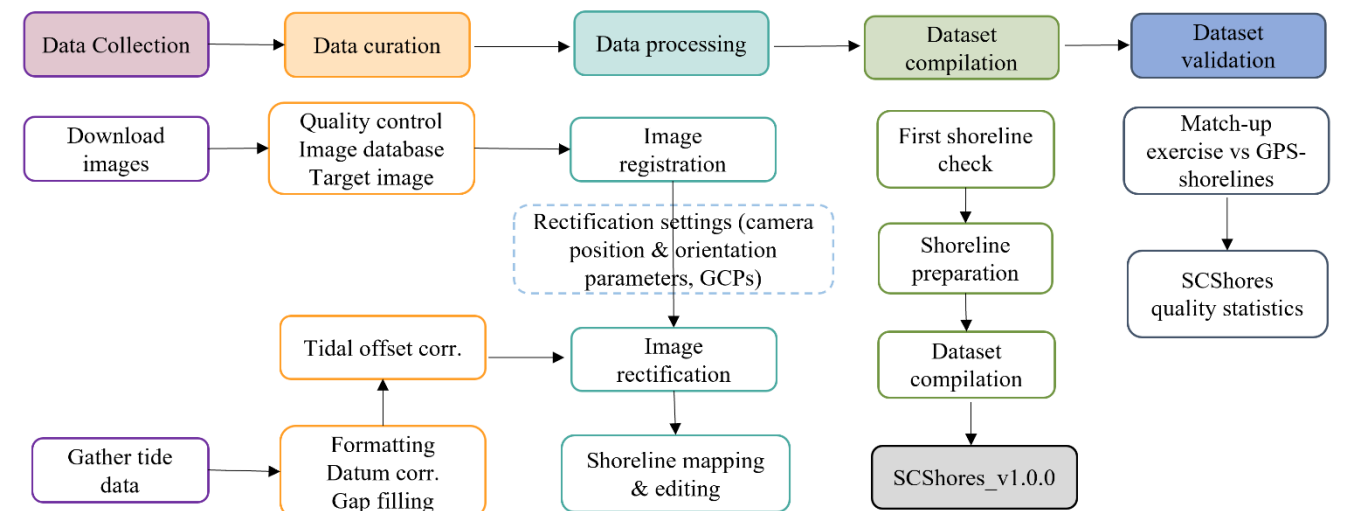 Data Collection
Data curation
Data processing
Dataset
compilation
Dataset
validation
Download
images
Quality control
Image database
Target image
Image
registration
First shoreline
check
Match-up
exercise vs GPS-
shorelines
Rectification settings (camera
position & orientation
parameters, GCPs)
Shoreline
preparation
SCShores
quality statistics
Tidal offset corr.
Image
rectification
Dataset
compilation
Gather tide
data
Formatting
Datum corr.
Gap filling
Shoreline mapping
& editing
SCShores_v1.0.0